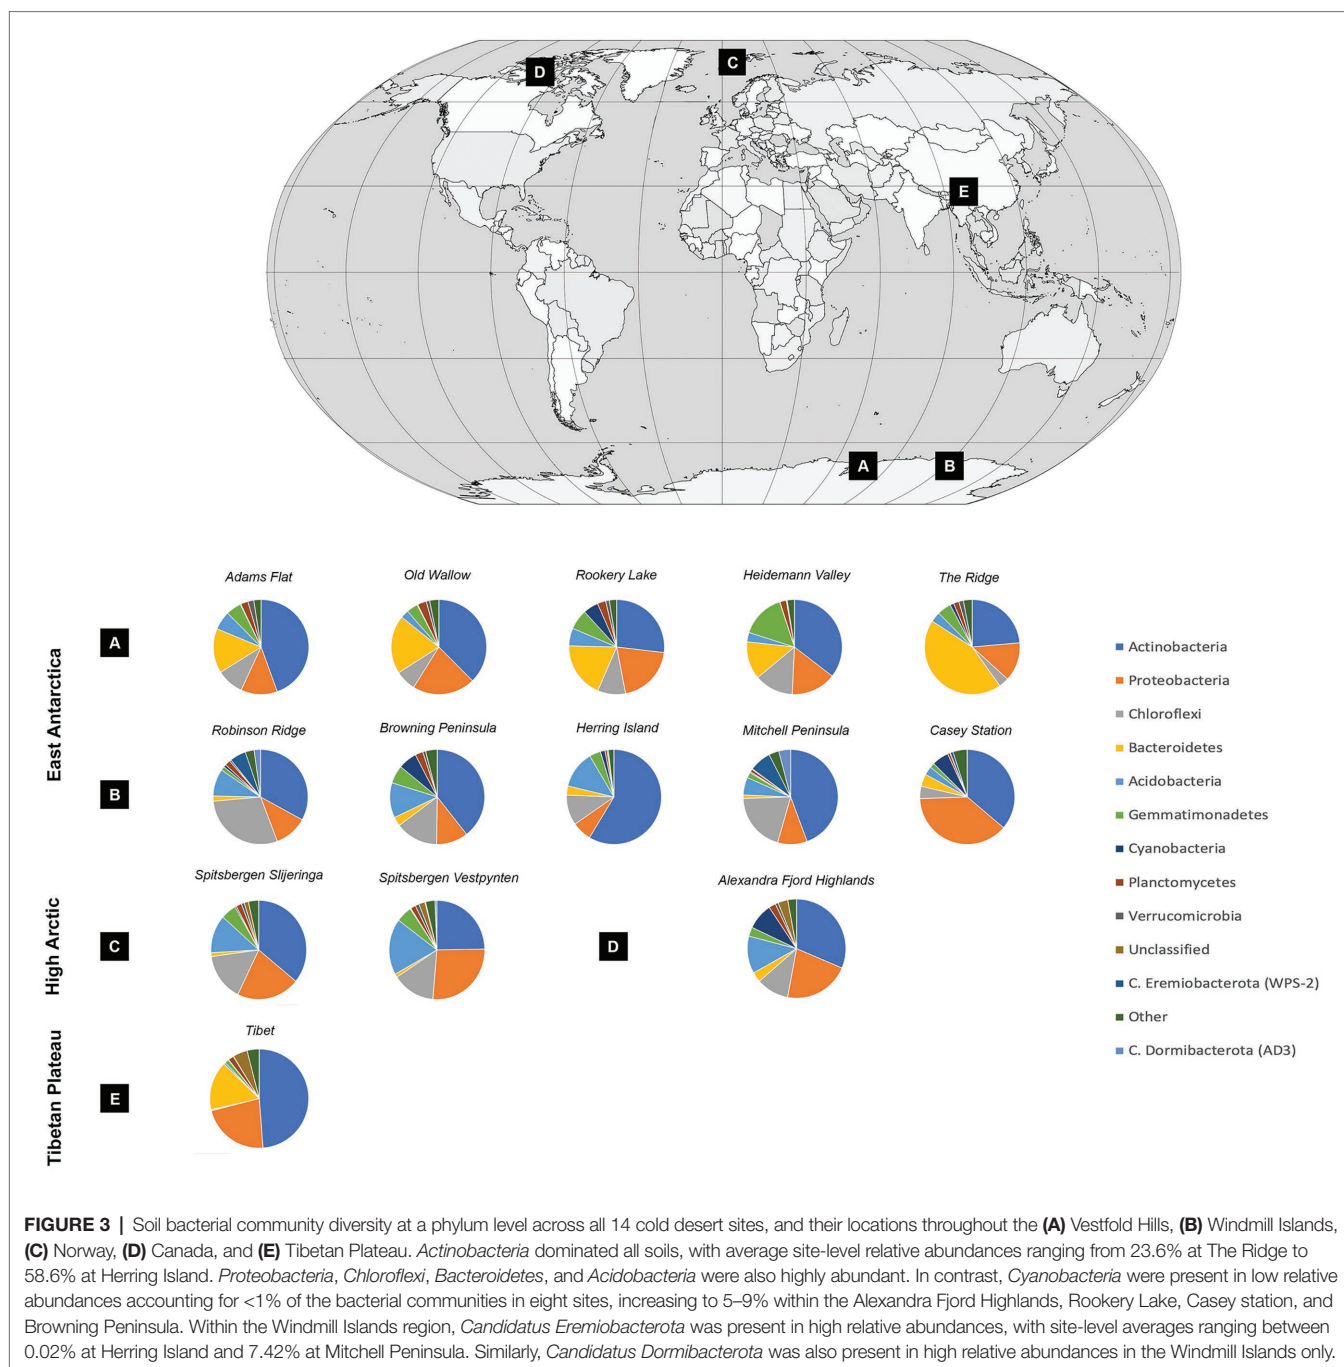 D
C
E
A
B
Adams Flat
Old Wallow
Rookery Lake
Heidemann Valley
The Ridge
East Antarctica
A
Robinson Ridge
Browning Peninsula
Herring Island
Mitchell Peninsula
Casey Station
B
High Arctic
Spitsbergen Slijeringa
Spitsbergen Vestpynten
Alexandra Fjord Highlands
C
D
Tibetan Plateau
Tibet
E
Actinobacteria
Proteobacteria
Chloroflexi
Bacteroidetes
Acidobacteria
Gemmatimonadetes
Cyanobacteria
Planctomycetes
Verrucomicrobia
Unclassified
C. Eremiobacterota (WPS-2)
Other
C. Dormibacterota (AD3)
FIGURE 3 | Soil bacterial community diversity at a phylum level across all 14 cold desert sites, and their locations throughout the (A) Vestfold Hills, (B) Windmill Islands,
(C) Norway, (D) Canada, and (E) Tibetan Plateau. Actinobacteria dominated all soils, with average site-level relative abundances ranging from 23.6% at The Ridge to
58.6% at Herring Island. Proteobacteria, Chloroflexi, Bacteroidetes, and Acidobacteria were also highly abundant. In contrast, Cyanobacteria were present in low relative
abundances accounting for <1% of the bacterial communities in eight sites, increasing to 5–9% within the Alexandra Fjord Highlands, Rookery Lake, Casey station, and
Browning Peninsula. Within the Windmill Islands region, Candidatus Eremiobacterota was present in high relative abundances, with site-level averages ranging between
0.02% at Herring Island and 7.42% at Mitchell Peninsula. Similarly, Candidatus Dormibacterota was also present in high relative abundances in the Windmill Islands only.